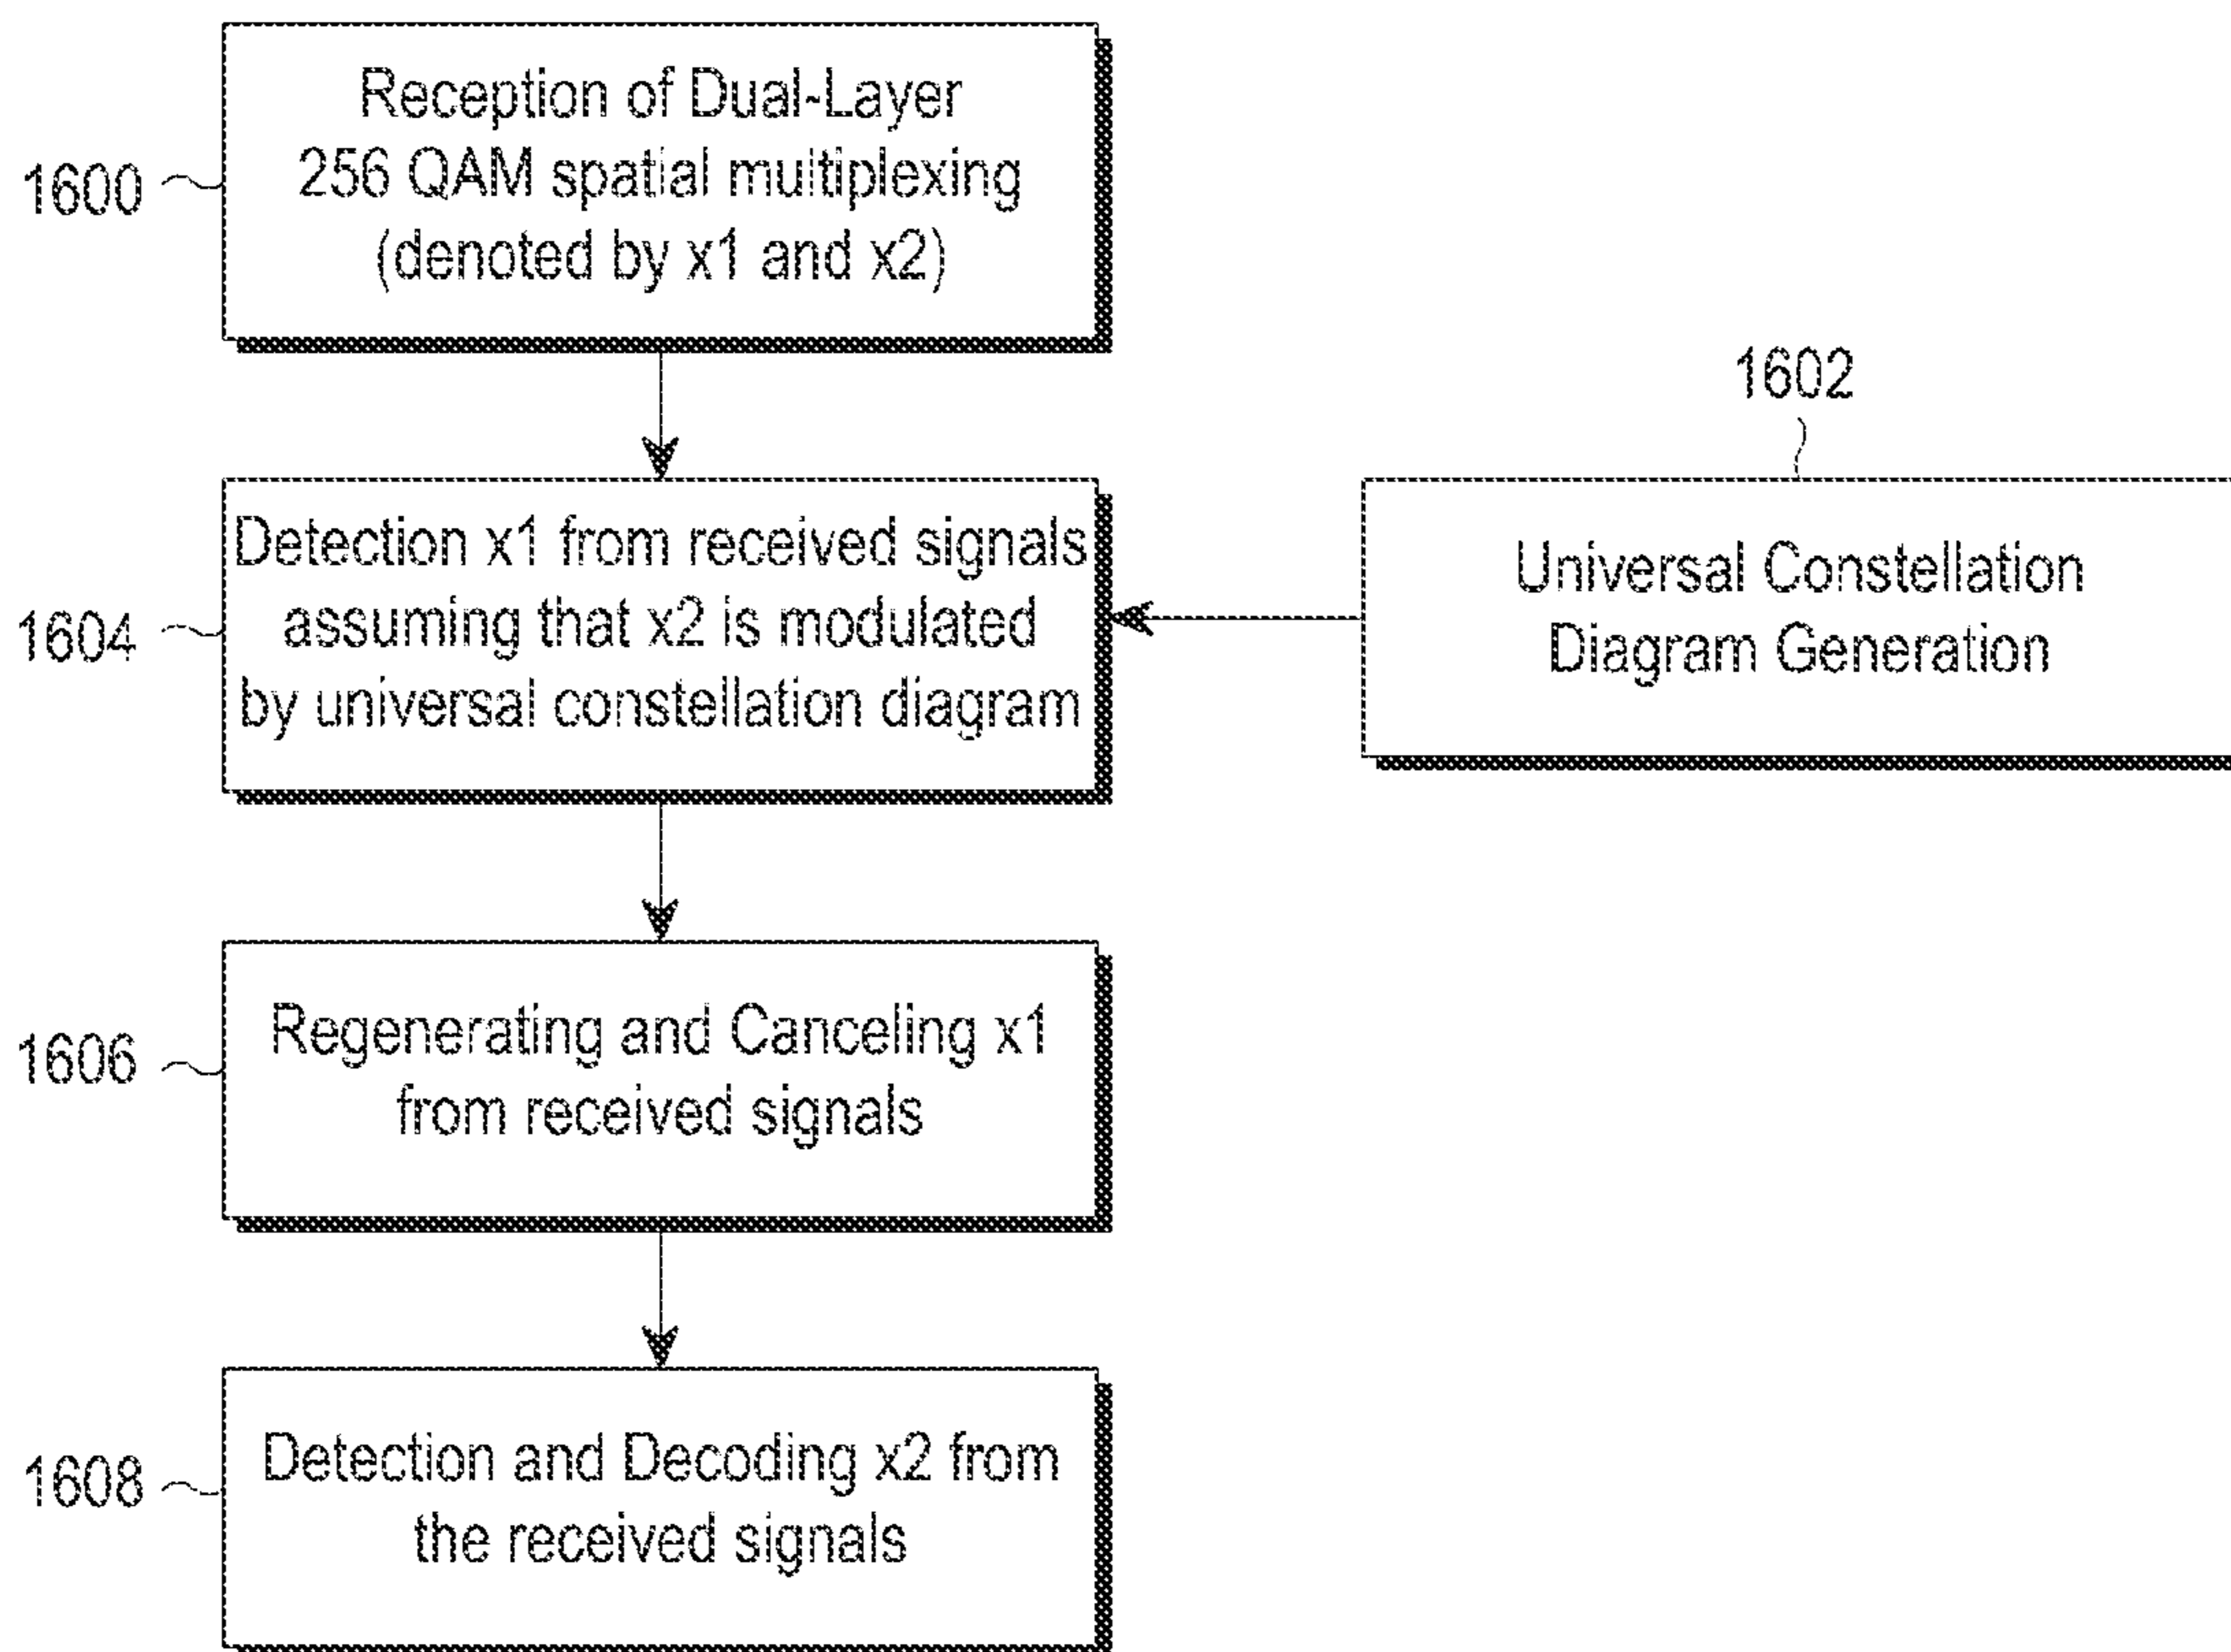 1600
Reception of Dual-Layer
256 QAM spatial multiplexing
(denoted by x1 and x2)
1602
Universal Constellation
Diagram Generation
1604
Detection x1 from received signals
assuming that x2 is modulated
by universal constellation diagram
1606
Regenerating and Canceling x1
from received signals
1608
Detection and Decoding x2 from
the received signals